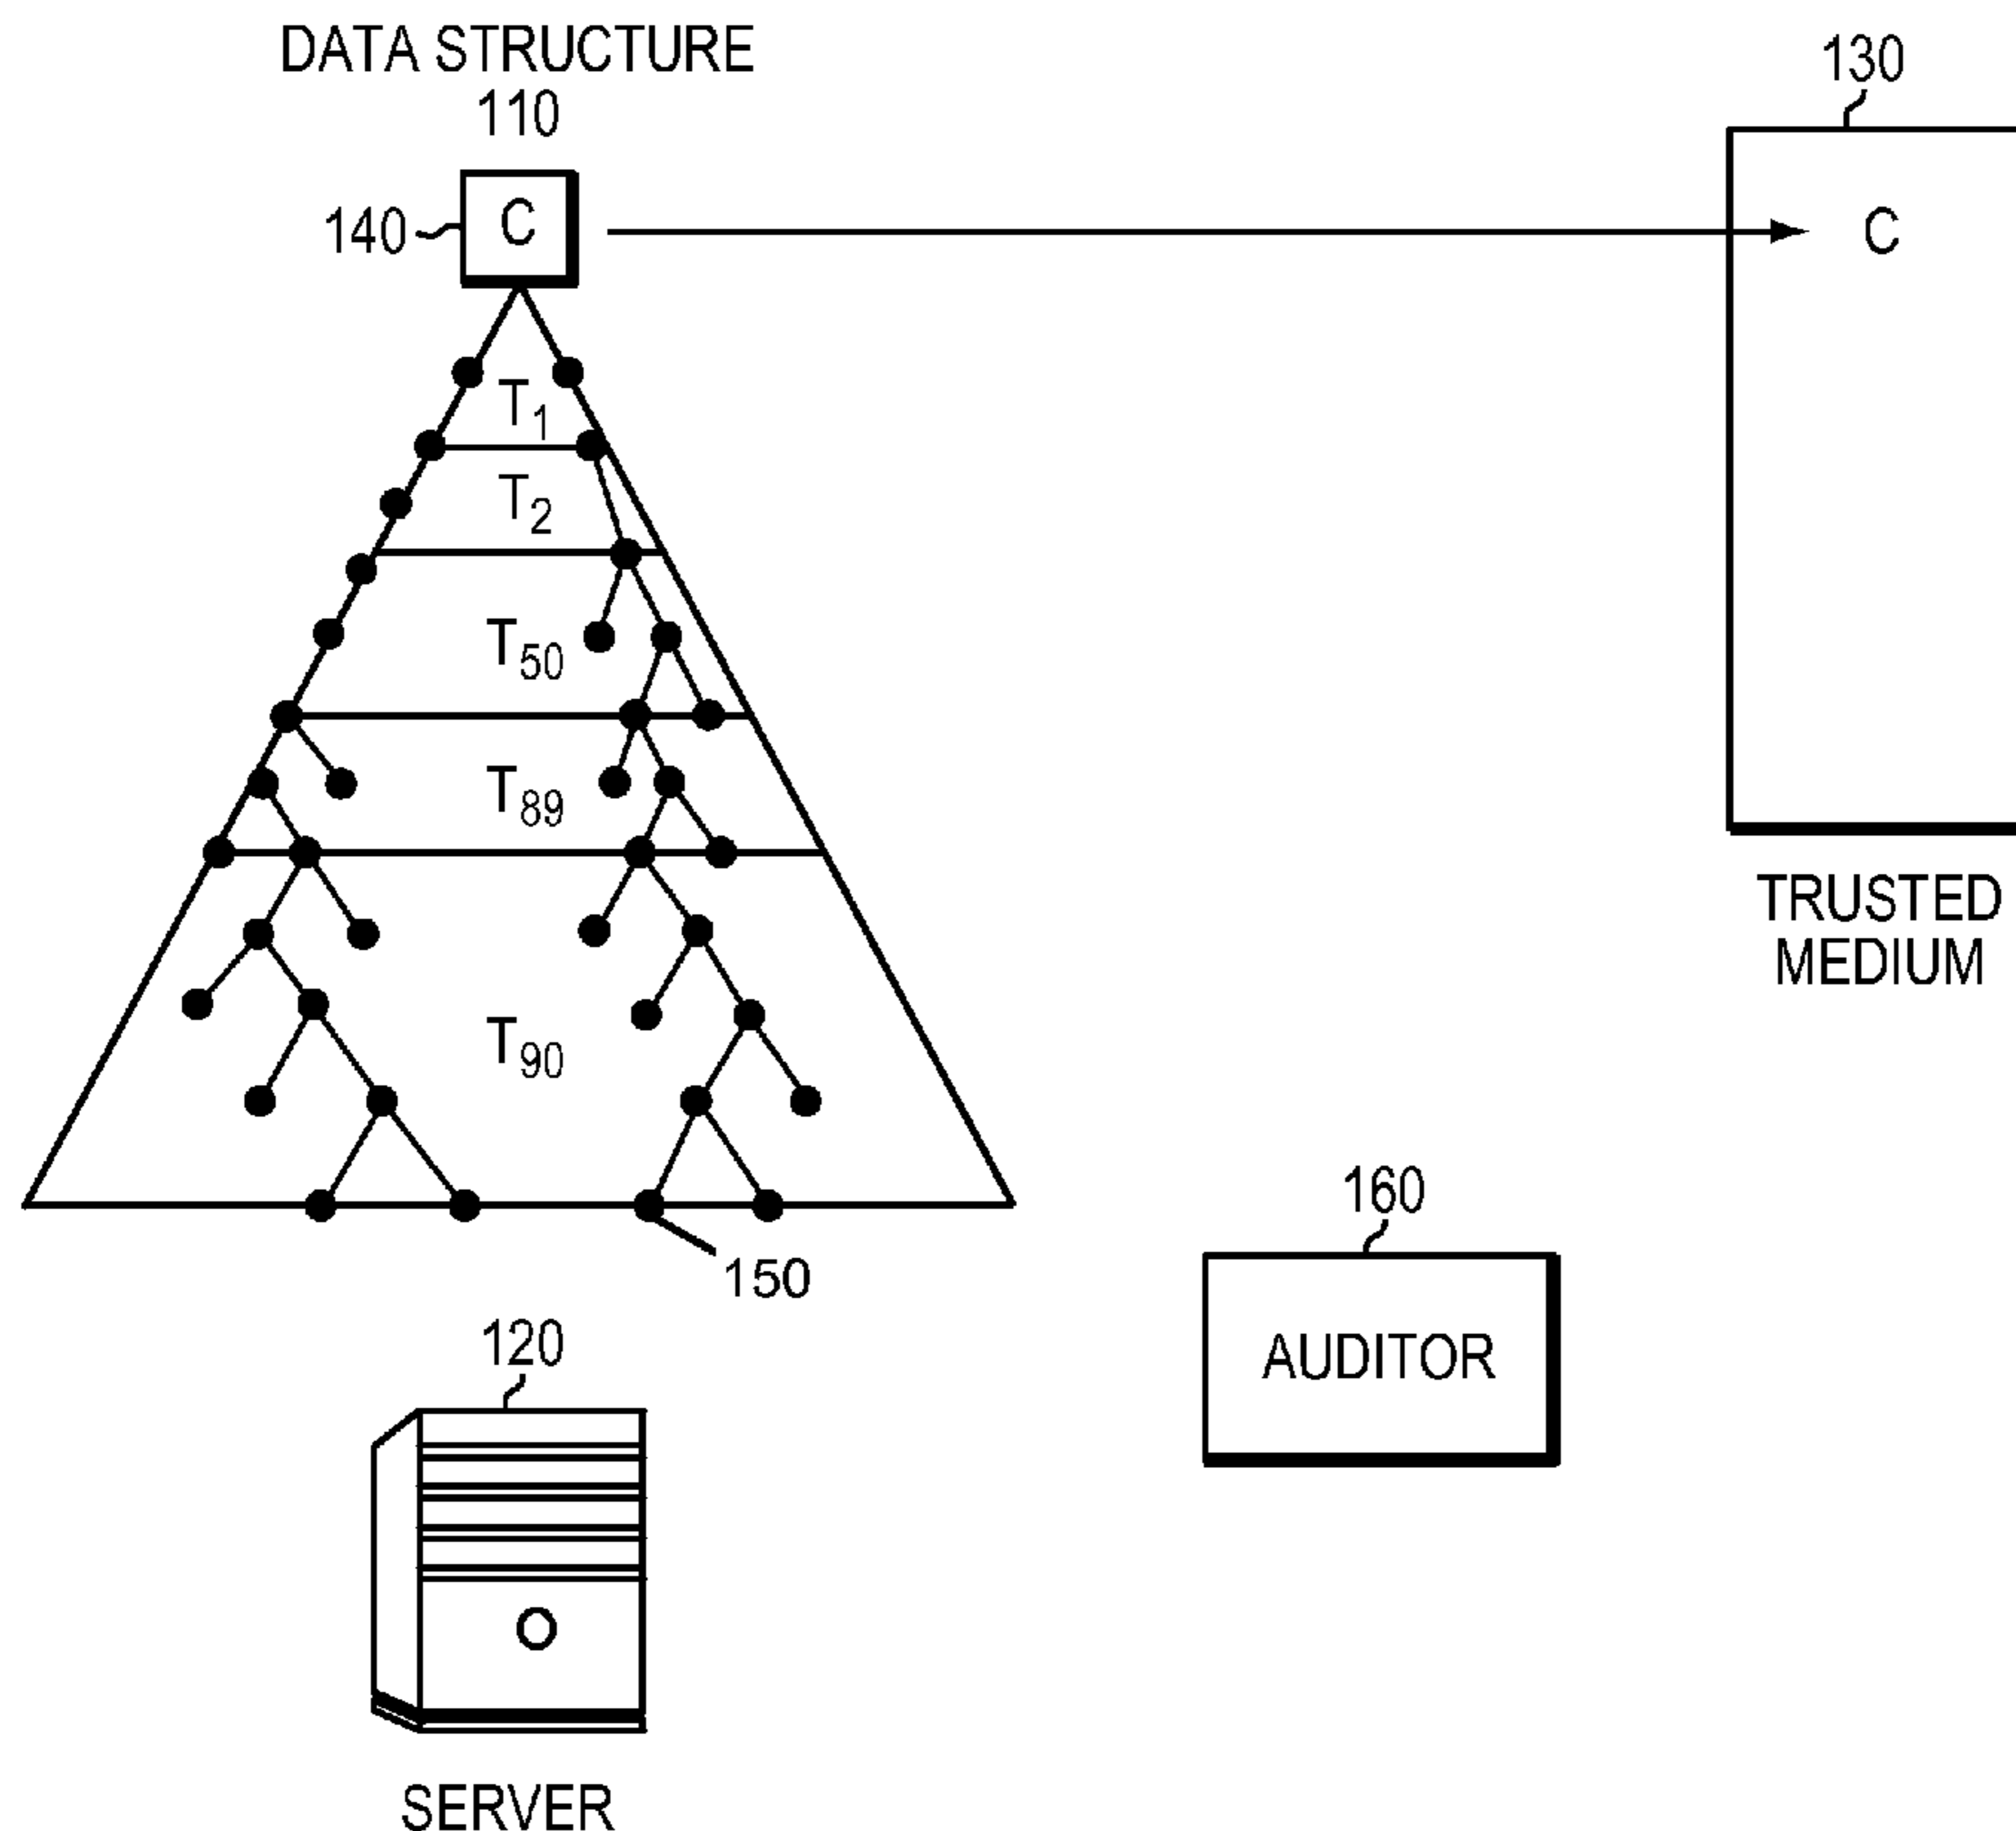 DATA STRUCTURE
110
130
140
C
C
T1
T2
T50
T89
T90
TRUSTED
MEDIUM
150
160
AUDITOR
120
SERVER